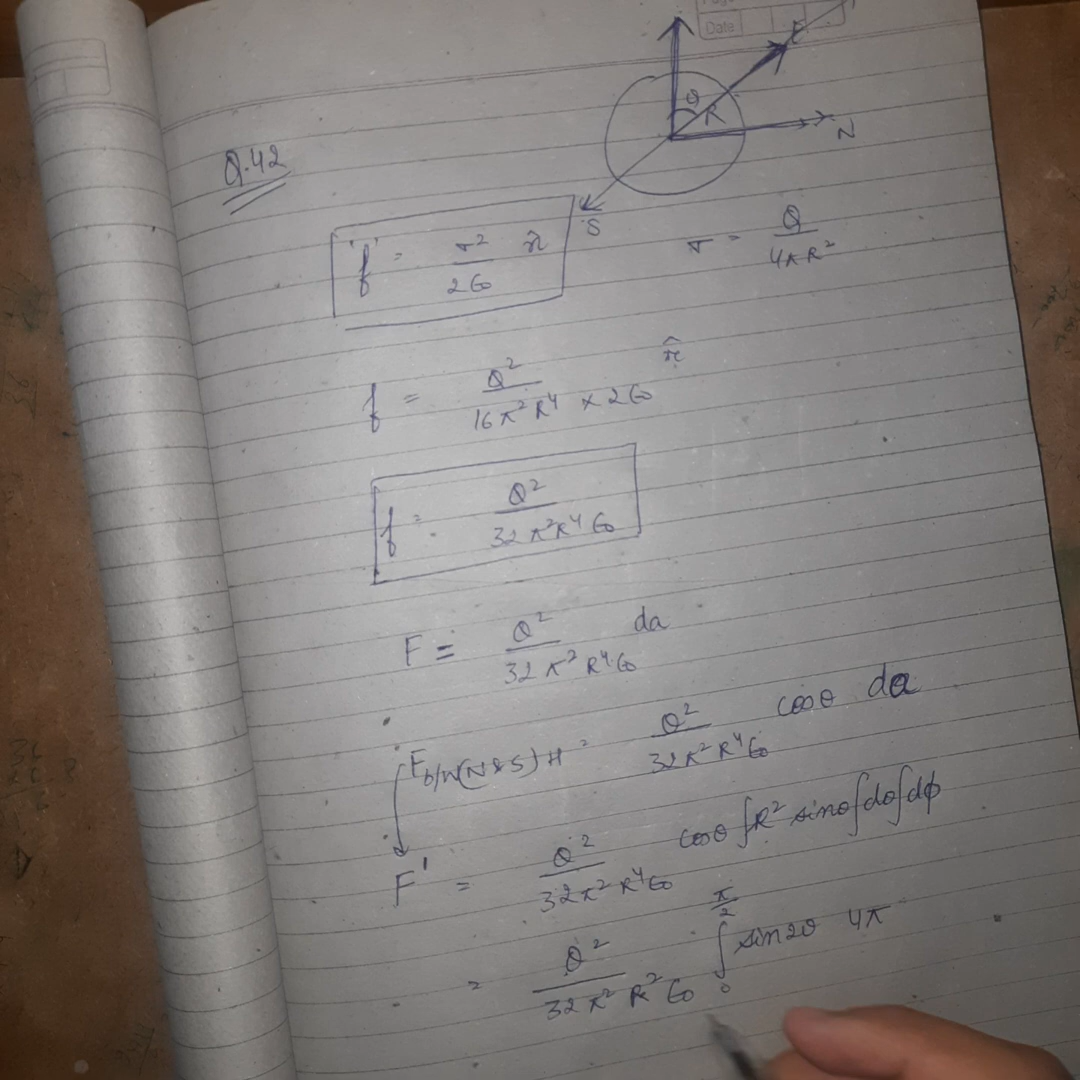 Page
Date
E
θ
R
N
S
Q.42
f = σ²/2ε₀ n̂
σ = Q/4πR²
f = Q²/16π²R⁴ × 2ε₀ n̂
f = Q²/32π²R⁴ε₀
F = Q²/32π²R⁴ε₀ da
F b/w(N & S) H = Q²/32π²R⁴ε₀ cosθ da
F' = Q²/32π²R⁴ε₀ cosθ ∫R² sinθ∫dθ∫dϕ
= Q²/32π²R²ε₀ ∫₀^(π/2) sin2θ 4π